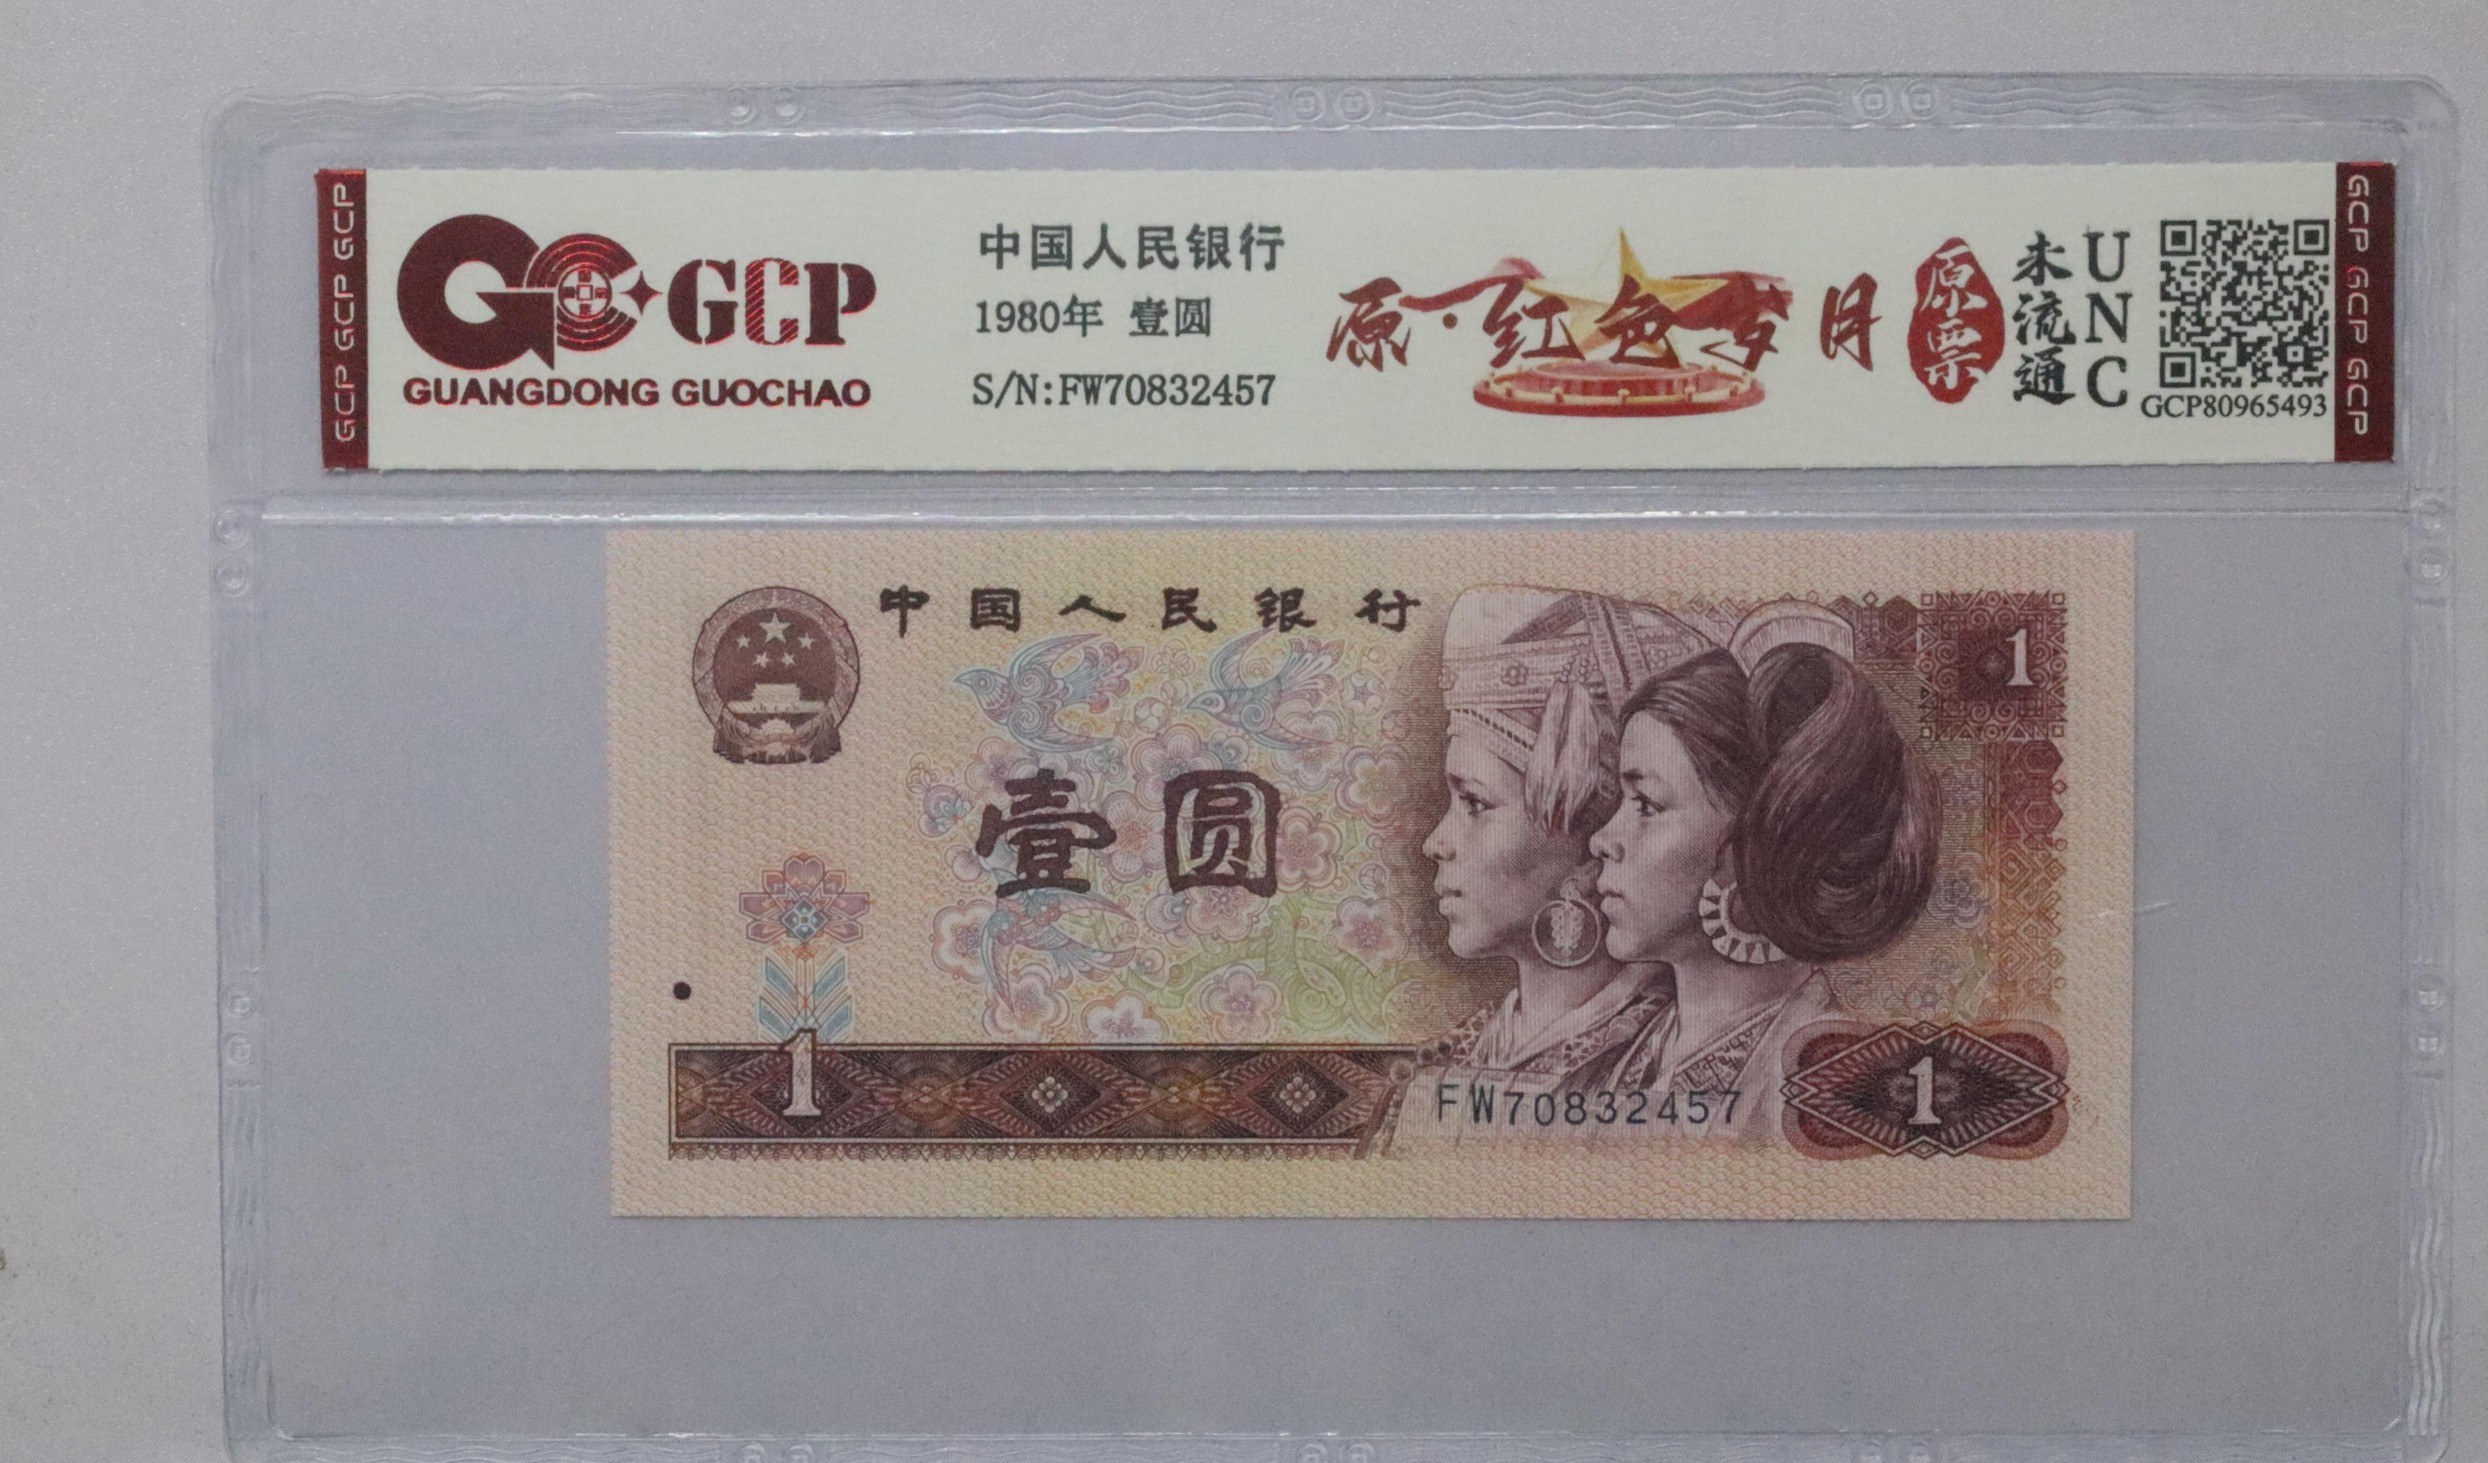 GCP GCP GCP
GCP
GUANGDONG GUOCHAO
中国人民银行
1980年 壹圆
S/N:FW70832457
原·红色岁月
原票
未流通
UNC
GCP80965493
GCP GCP GCP
中国人民银行
1
壹圆
1
FW70832457
1